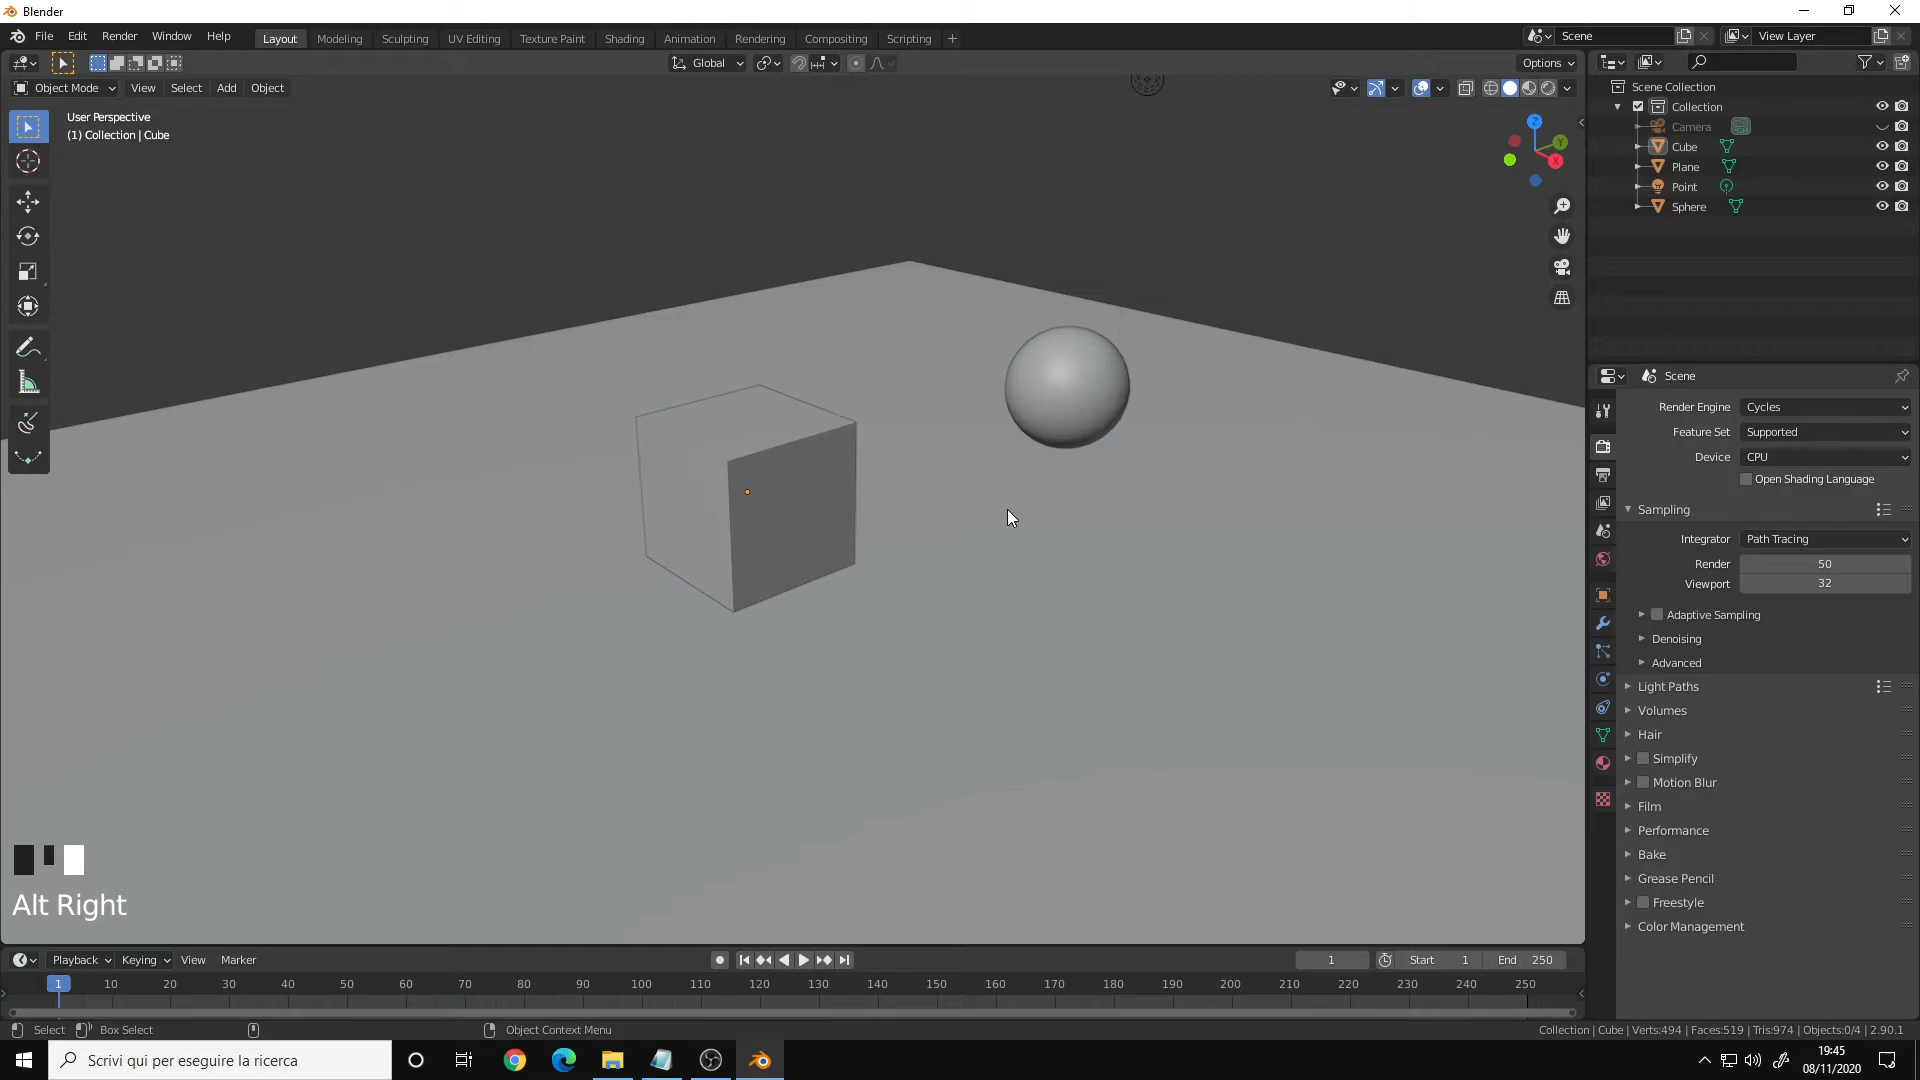 Blender
File Edit Render Window Help
Layout Modeling Sculpting UV Editing Texture Paint Shading Animation Rendering Compositing Scripting +
Scene
View Layer
Global
Options
Object Mode View Select Add Object
User Perspective
(1) Collection | Cube
Z
Y
X
Scene Collection
Collection
Camera
Cube
Plane
Point
Sphere
Scene
Render Engine Cycles
Feature Set Supported
Device CPU
Open Shading Language
Sampling
Integrator Path Tracing
Render 50
Viewport 32
Adaptive Sampling
Denoising
Advanced
Light Paths
Volumes
Hair
Simplify
Motion Blur
Film
Performance
Bake
Grease Pencil
Freestyle
Color Management
Alt Right
Playback Keying View Marker
1 Start 1 End 250
1 10 20 30 40 50 60 70 80 90 100 110 120 130 140 150 160 170 180 190 200 210 220 230 240 250
Select Box Select Object Context Menu
Collection | Cube | Verts:494 | Faces:519 | Tris:974 | Objects:0/4 | 2.90.1
Scrivi qui per eseguire la ricerca
19:45
08/11/2020